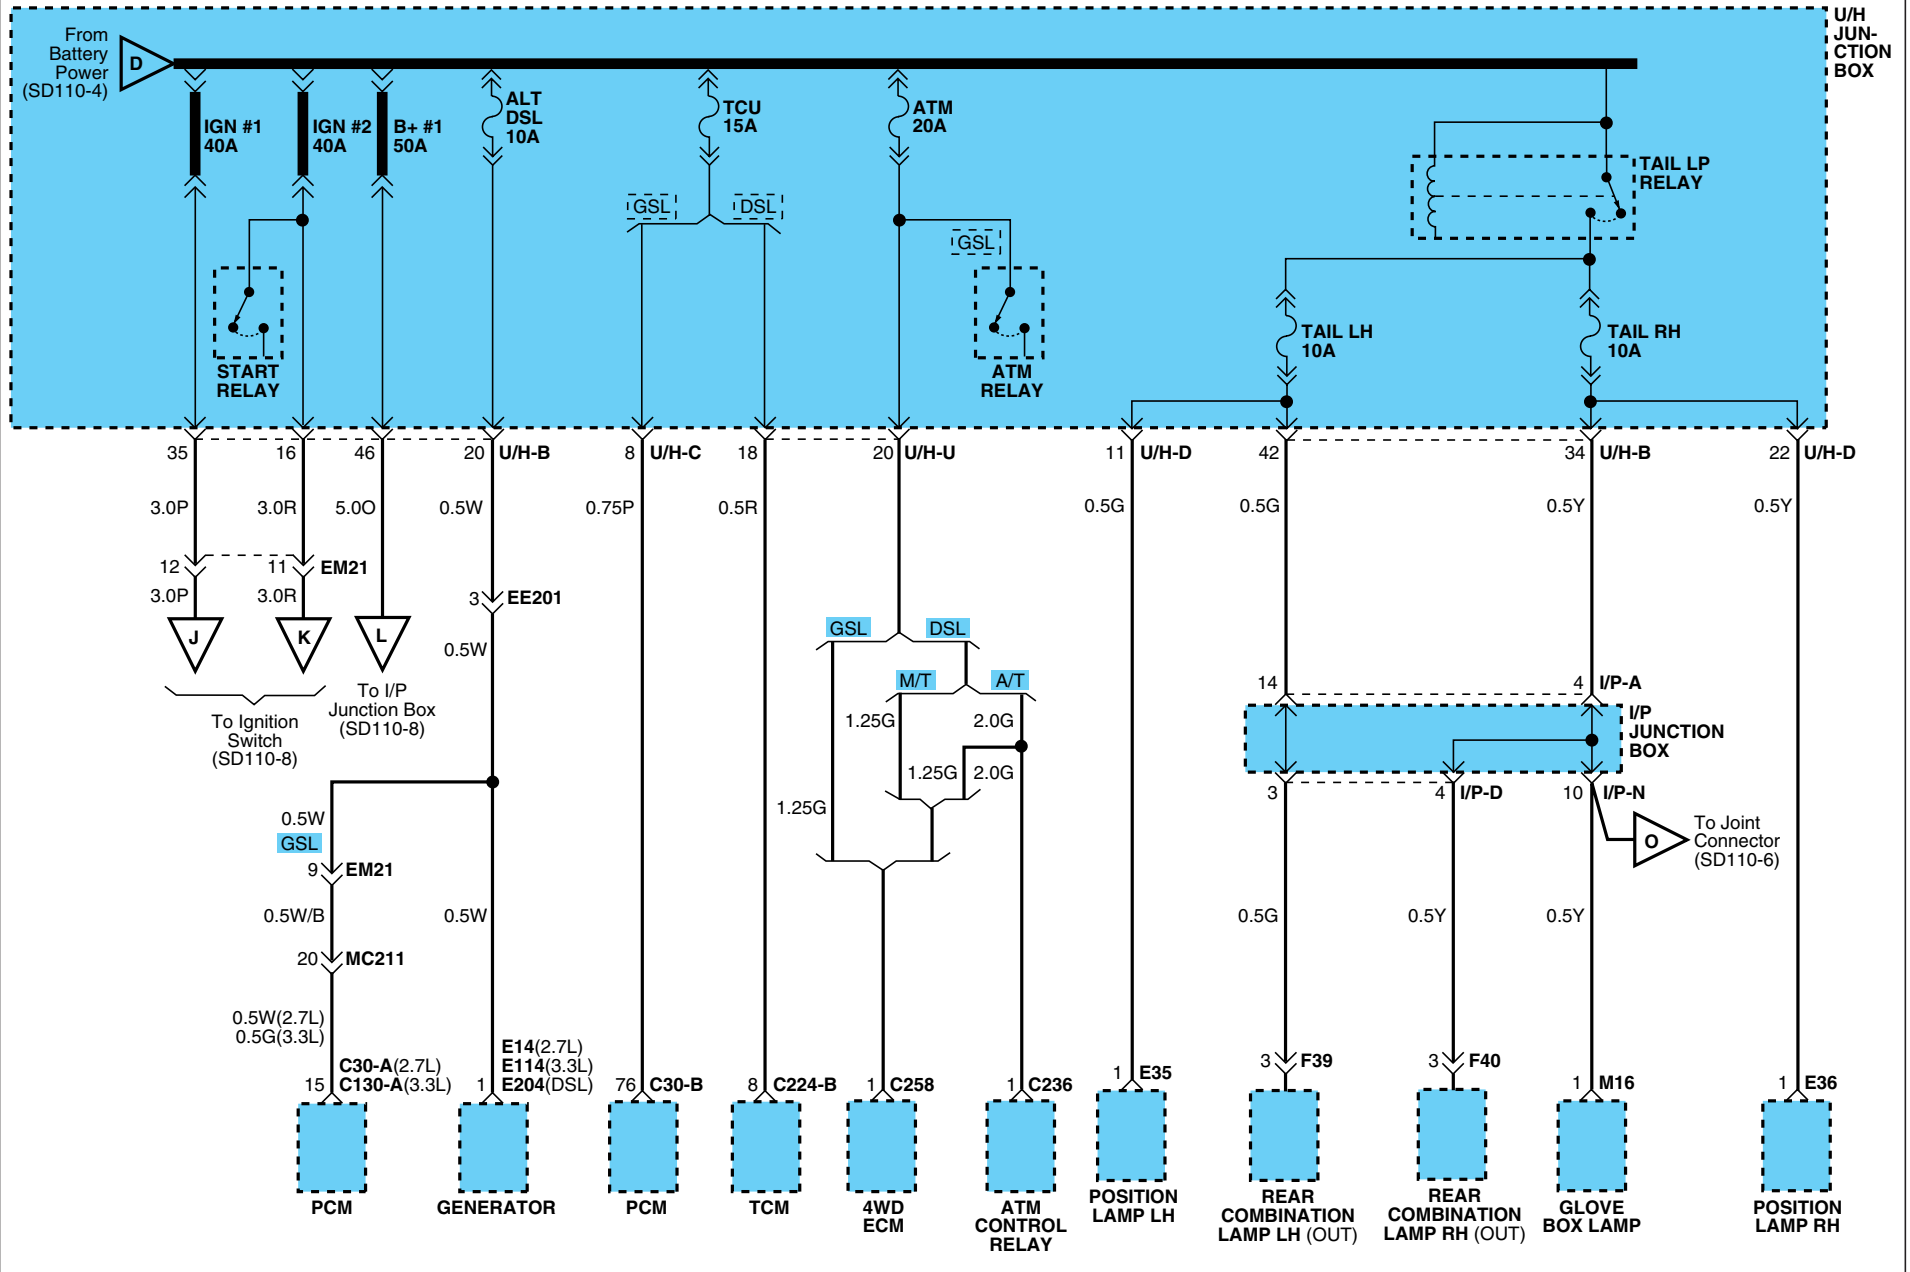 U/H
JUN-
CTION
BOX
From
Battery
Power
(SD110-4)
D
IGN #1
40A
IGN #2
40A
B+ #1
50A
ALT
DSL
10A
TCU
15A
ATM
20A
TAIL LP
RELAY
GSL
DSL
GSL
START
RELAY
ATM
RELAY
TAIL LH
10A
TAIL RH
10A
35
16
46
20 U/H-B
8 U/H-C
18
20 U/H-U
11 U/H-D
42
34 U/H-B
22 U/H-D
3.0P
3.0R
5.0O
0.5W
0.75P
0.5R
0.5G
0.5G
0.5Y
0.5Y
12
11 EM21
3.0P
3.0R
3 EE201
J
K
L
0.5W
To Ignition
Switch
(SD110-8)
To I/P
Junction Box
(SD110-8)
GSL
DSL
M/T
A/T
1.25G
2.0G
1.25G
2.0G
1.25G
14
4 I/P-A
I/P
JUNCTION
BOX
3
4 I/P-D
10 I/P-N
O
To Joint
Connector
(SD110-6)
0.5W
GSL
9 EM21
0.5W/B
0.5W
20 MC211
0.5W(2.7L)
0.5G(3.3L)
0.5G
0.5Y
0.5Y
C30-A(2.7L)
15 C130-A(3.3L)
E14(2.7L)
E114(3.3L)
1 E204(DSL)
76 C30-B
8 C224-B
1 C258
1 C236
1 E35
3 F39
3 F40
1 M16
1 E36
PCM
GENERATOR
PCM
TCM
4WD
ECM
ATM
CONTROL
RELAY
POSITION
LAMP LH
REAR
COMBINATION
LAMP LH (OUT)
REAR
COMBINATION
LAMP RH (OUT)
GLOVE
BOX LAMP
POSITION
LAMP RH